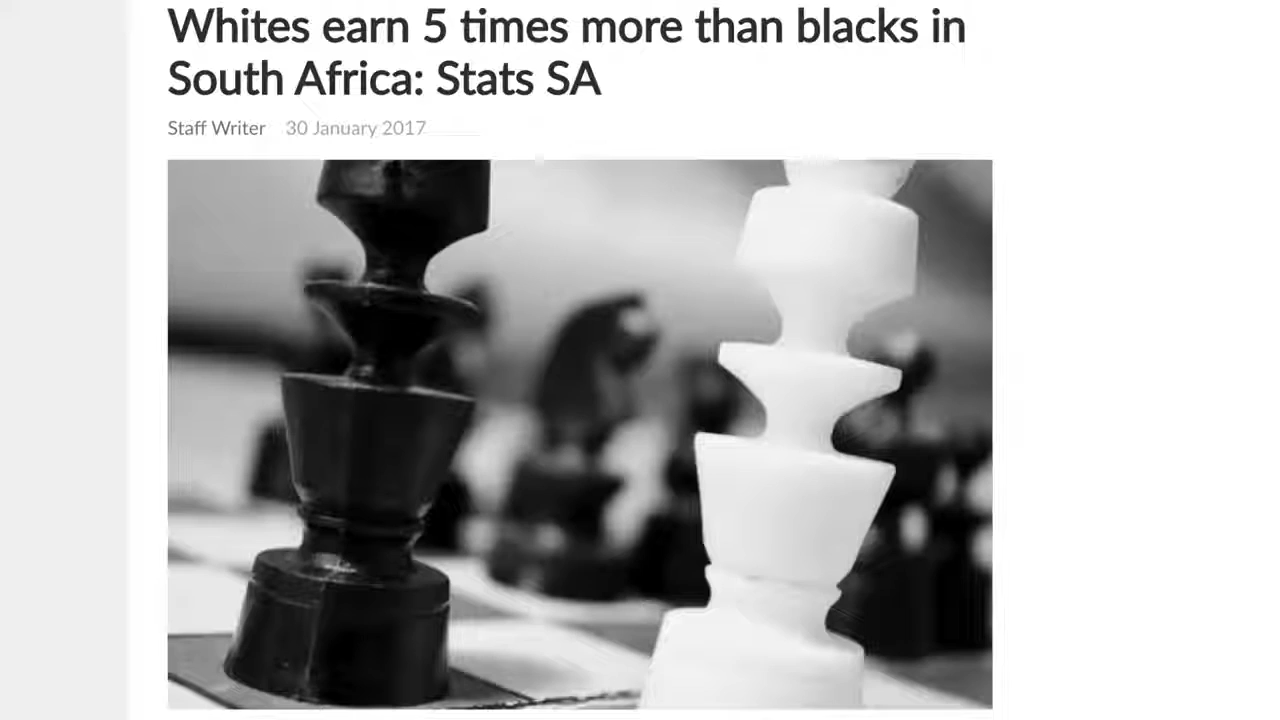 Whites earn 5 times more than blacks in
South Africa: Stats SA
Staff Writer 30 January 2017